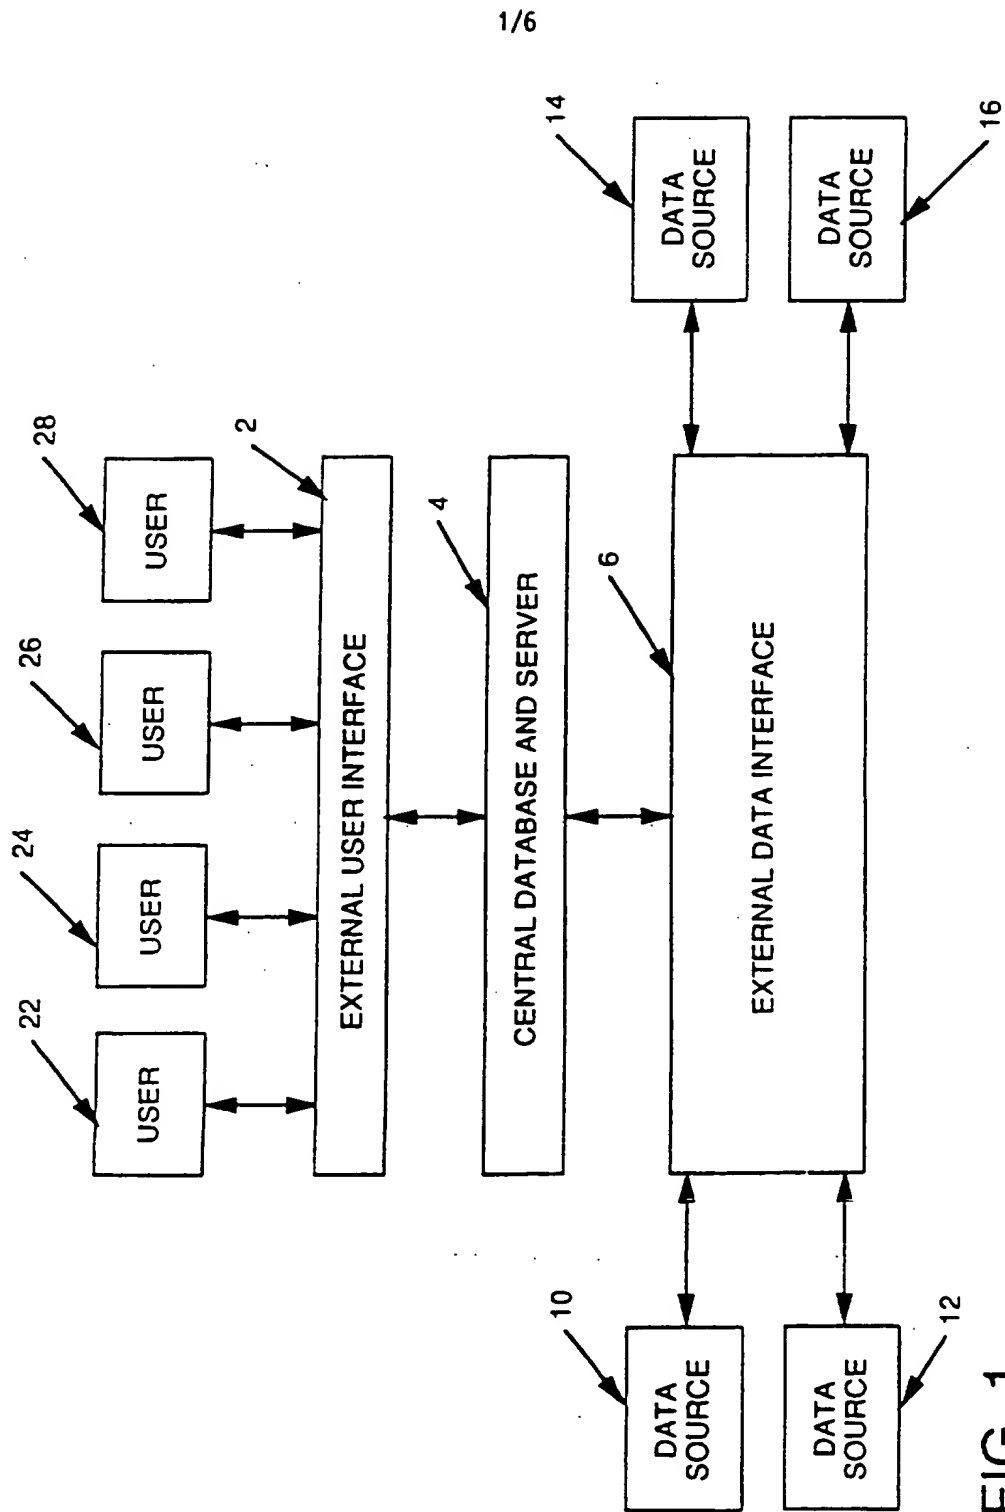 1/6
22
24
26
28
USER
USER
USER
USER
2
EXTERNAL USER INTERFACE
4
CENTRAL DATABASE AND SERVER
6
EXTERNAL DATA INTERFACE
10
DATA
SOURCE
14
DATA
SOURCE
DATA
SOURCE
12
DATA
SOURCE
16
FIG. 1